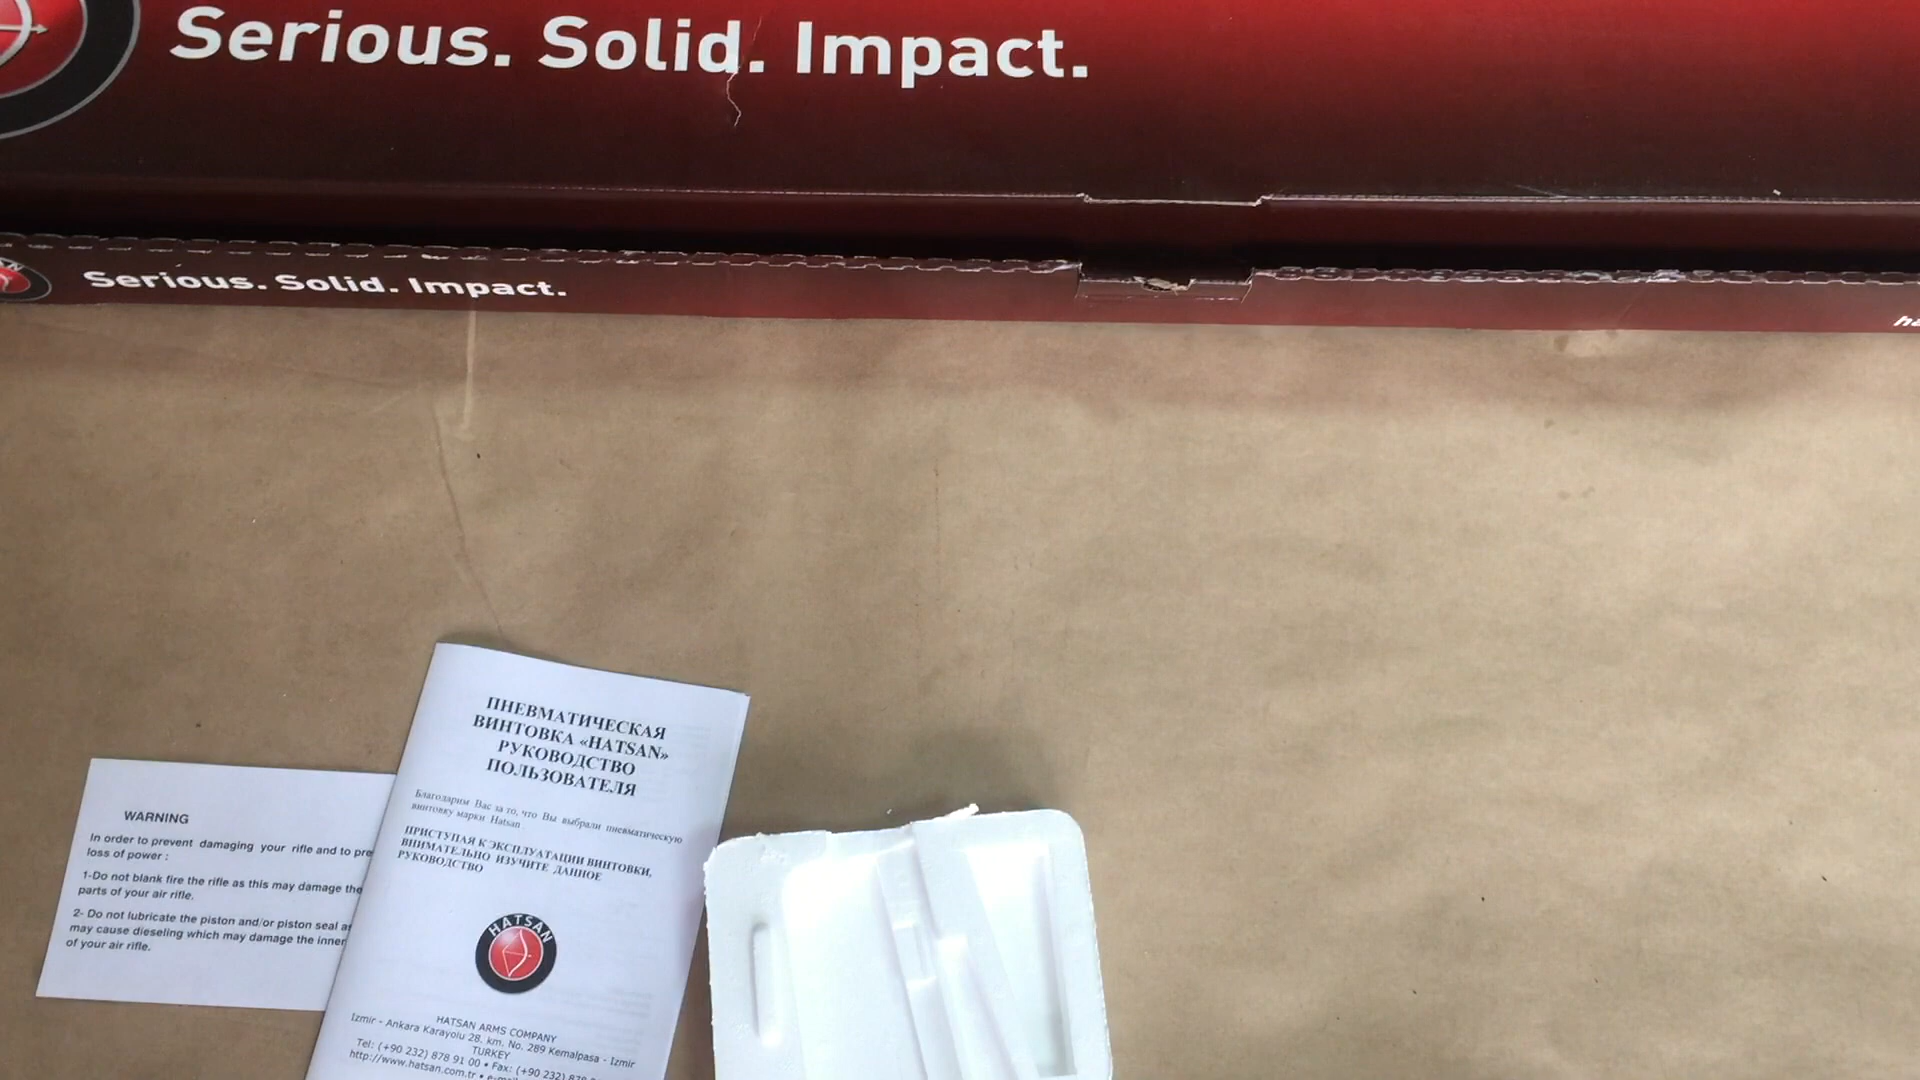 Serious. Solid. Impact.
Serious. Solid. Impact.
ПНЕВМАТИЧЕСКАЯ
ВИНТОВКА «HATSAN»
РУКОВОДСТВО
ПОЛЬЗОВАТЕЛЯ
Благодарим Вас за то, что Вы выбрали пневматическую
винтовку марки Hatsan
ПРИСТУПАЯ К ЭКСПЛУАТАЦИИ ВИНТОВКИ,
ВНИМАТЕЛЬНО ИЗУЧИТЕ ДАННОЕ
РУКОВОДСТВО
HATSAN
HATSAN ARMS COMPANY
Izmir - Ankara Karayolu 28. km. No. 289 Kemalpasa - Izmir
TURKEY
Tel: (+90 232) 878 91 00 • Fax: (+90 232) 878
http://www.hatsan.com.tr •
WARNING
In order to prevent damaging your rifle and to pre
loss of power :
1-Do not blank fire the rifle as this may damage the
parts of your air rifle.
2- Do not lubricate the piston and/or piston seal as
may cause dieseling which may damage the inner
of your air rifle.